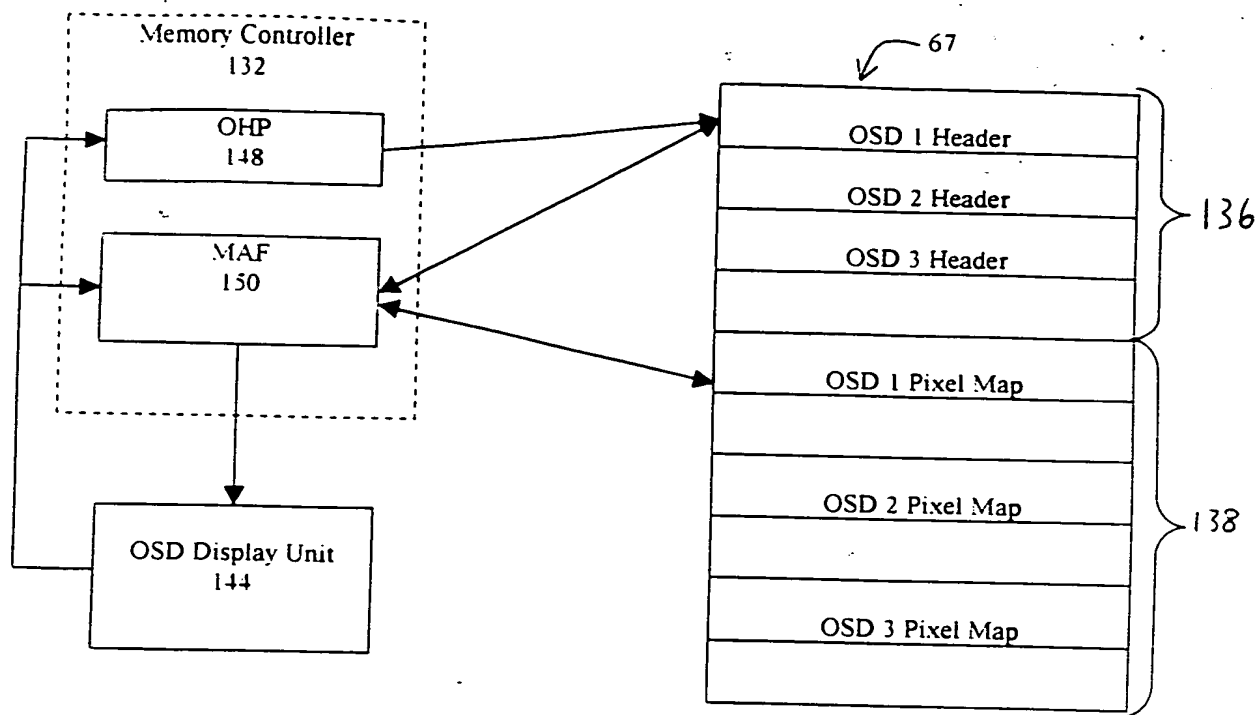 Memory Controller
132
OHP
148
MAF
150
OSD Display Unit
144
67
OSD 1 Header
OSD 2 Header
OSD 3 Header
136
OSD 1 Pixel Map
OSD 2 Pixel Map
OSD 3 Pixel Map
138